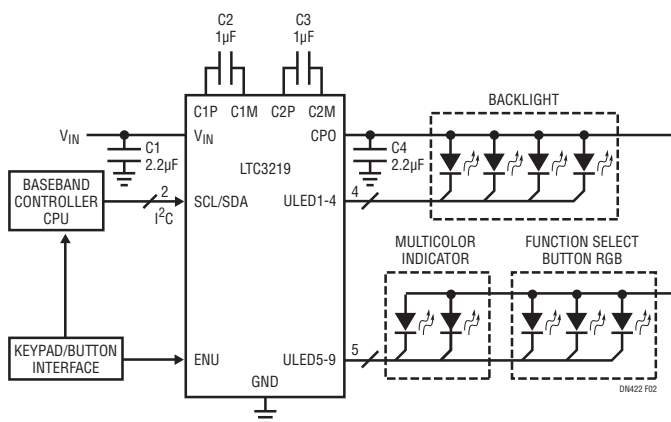 C2
1µF
C3
1µF
C1P C1M C2P C2M
VIN
VIN
CPO
C1
2.2µF
LTC3219
C4
2.2µF
BACKLIGHT
BASEBAND
CONTROLLER
CPU
2
I2C
SCL/SDA
ULED1-4
4
MULTICOLOR
INDICATOR
FUNCTION SELECT
BUTTON RGB
KEYPAD/BUTTON
INTERFACE
ENU
ULED5-9
5
GND
DN422 F02